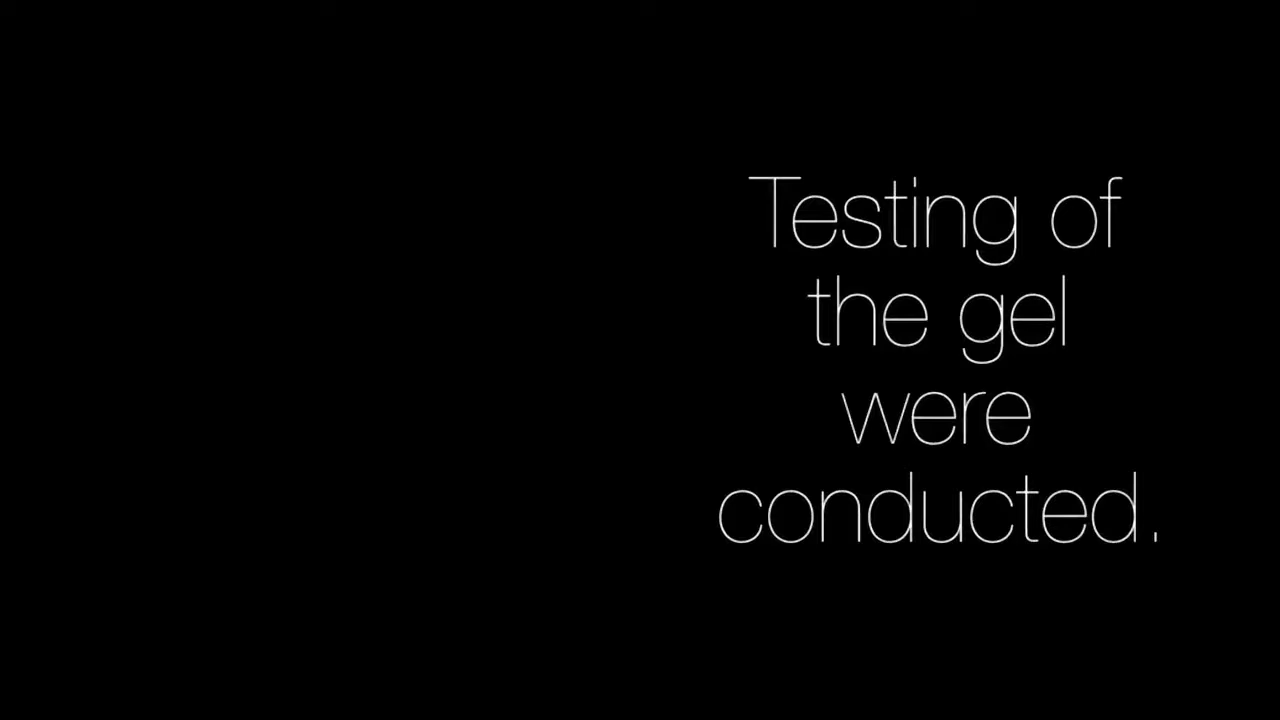 Testing of
the gel
were
conducted.